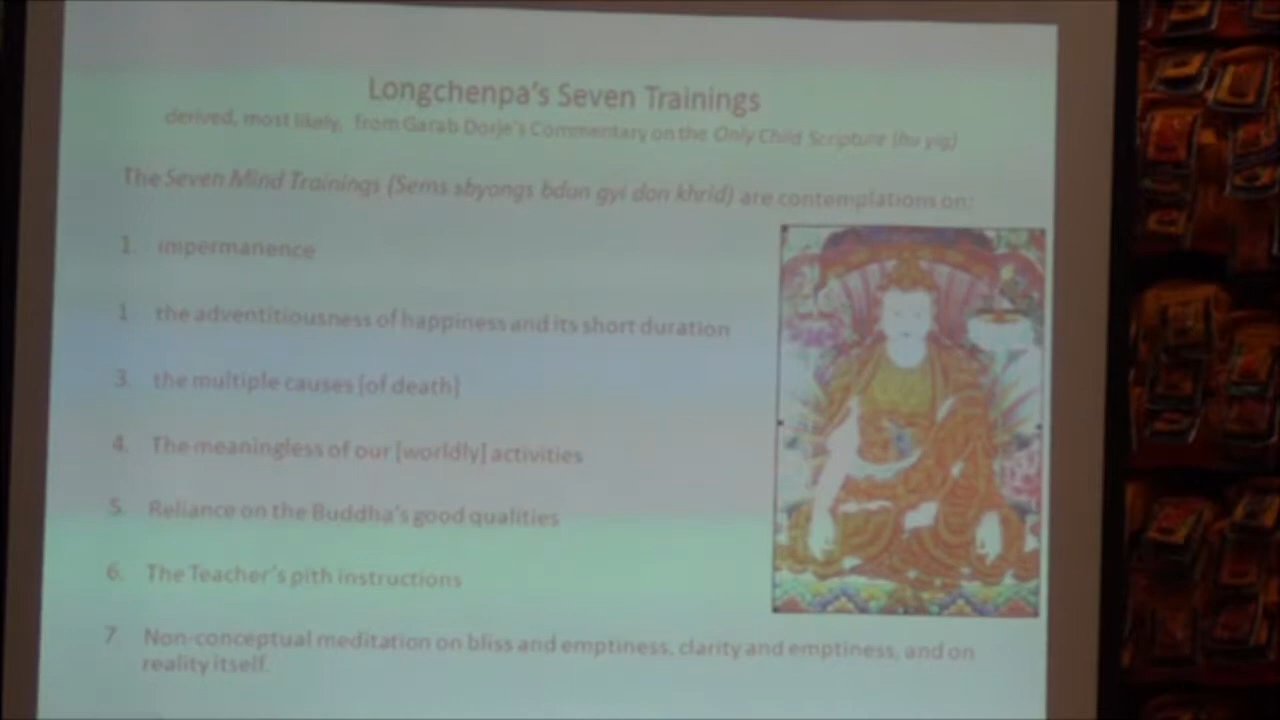 Longchenpa's Seven Trainings
derived, most likely, from Garab Dorje's Commentary on the Only Child Scripture (bu yig)
The Seven Mind Trainings (Sems sbyongs bdun gyi don khrid) are contemplations on:
1. impermanence
1 the adventitiousness of happiness and its short duration
3. the multiple causes [of death]
4. The meaningless of our [worldly] activities
5. Reliance on the Buddha's good qualities
6. The Teacher's pith instructions
7 Non-conceptual meditation on bliss and emptiness, clarity and emptiness, and on
reality itself.